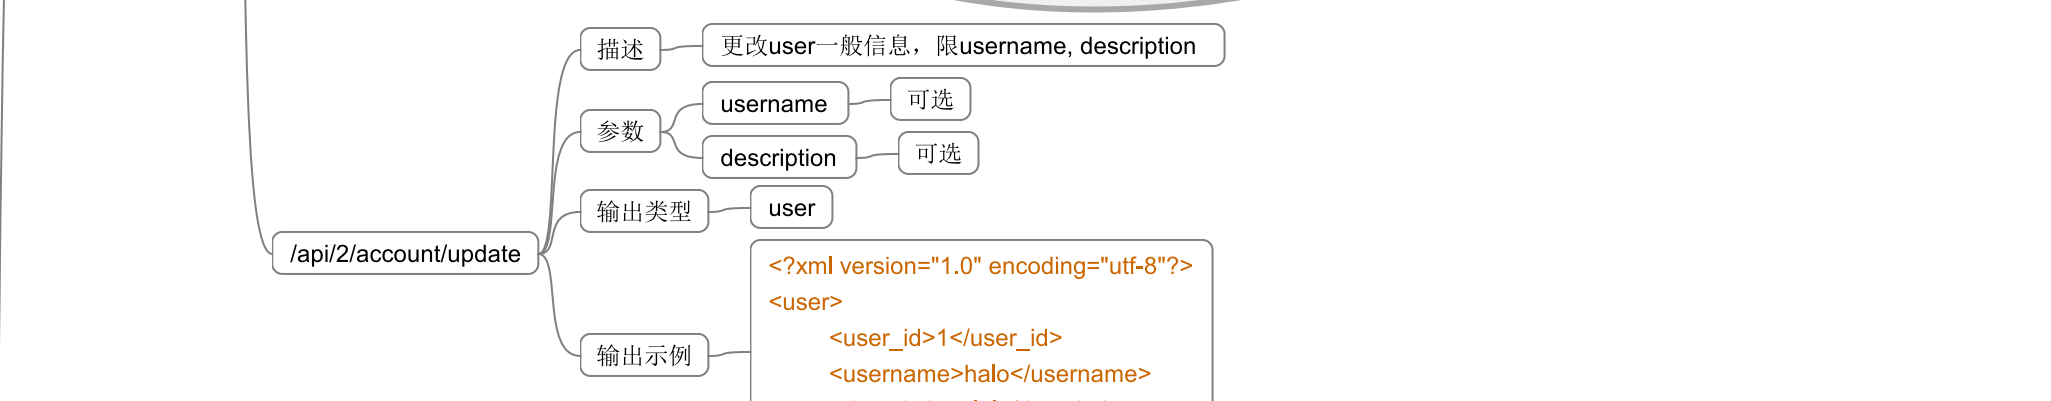 描述
更改user一般信息，限username, description
参数
username
可选
description
可选
输出类型
user
/api/2/account/update
输出示例
<?xml version="1.0" encoding="utf-8"?>
<user>
<user_id>1</user_id>
<username>halo</username>